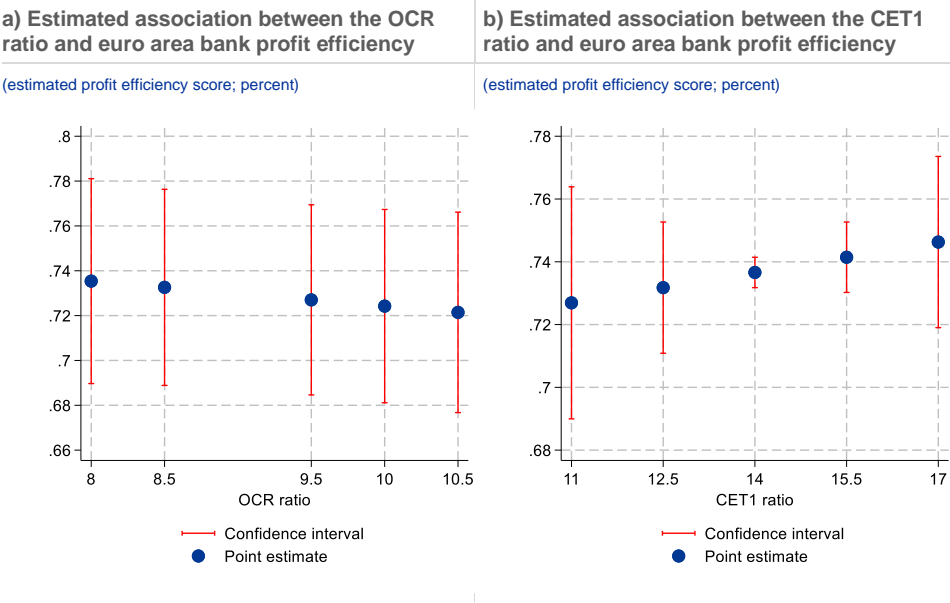 a) Estimated association between the OCR
ratio and euro area bank profit efficiency
(estimated profit efficiency score; percent)
.8
.78
.76
.74
.72
.7
.68
.66
8 8.5 9.5 10 10.5
OCR ratio
Confidence interval
Point estimate
b) Estimated association between the CET1
ratio and euro area bank profit efficiency
(estimated profit efficiency score; percent)
.78
.76
.74
.72
.7
.68
11 12.5 14 15.5 17
CET1 ratio
Confidence interval
Point estimate